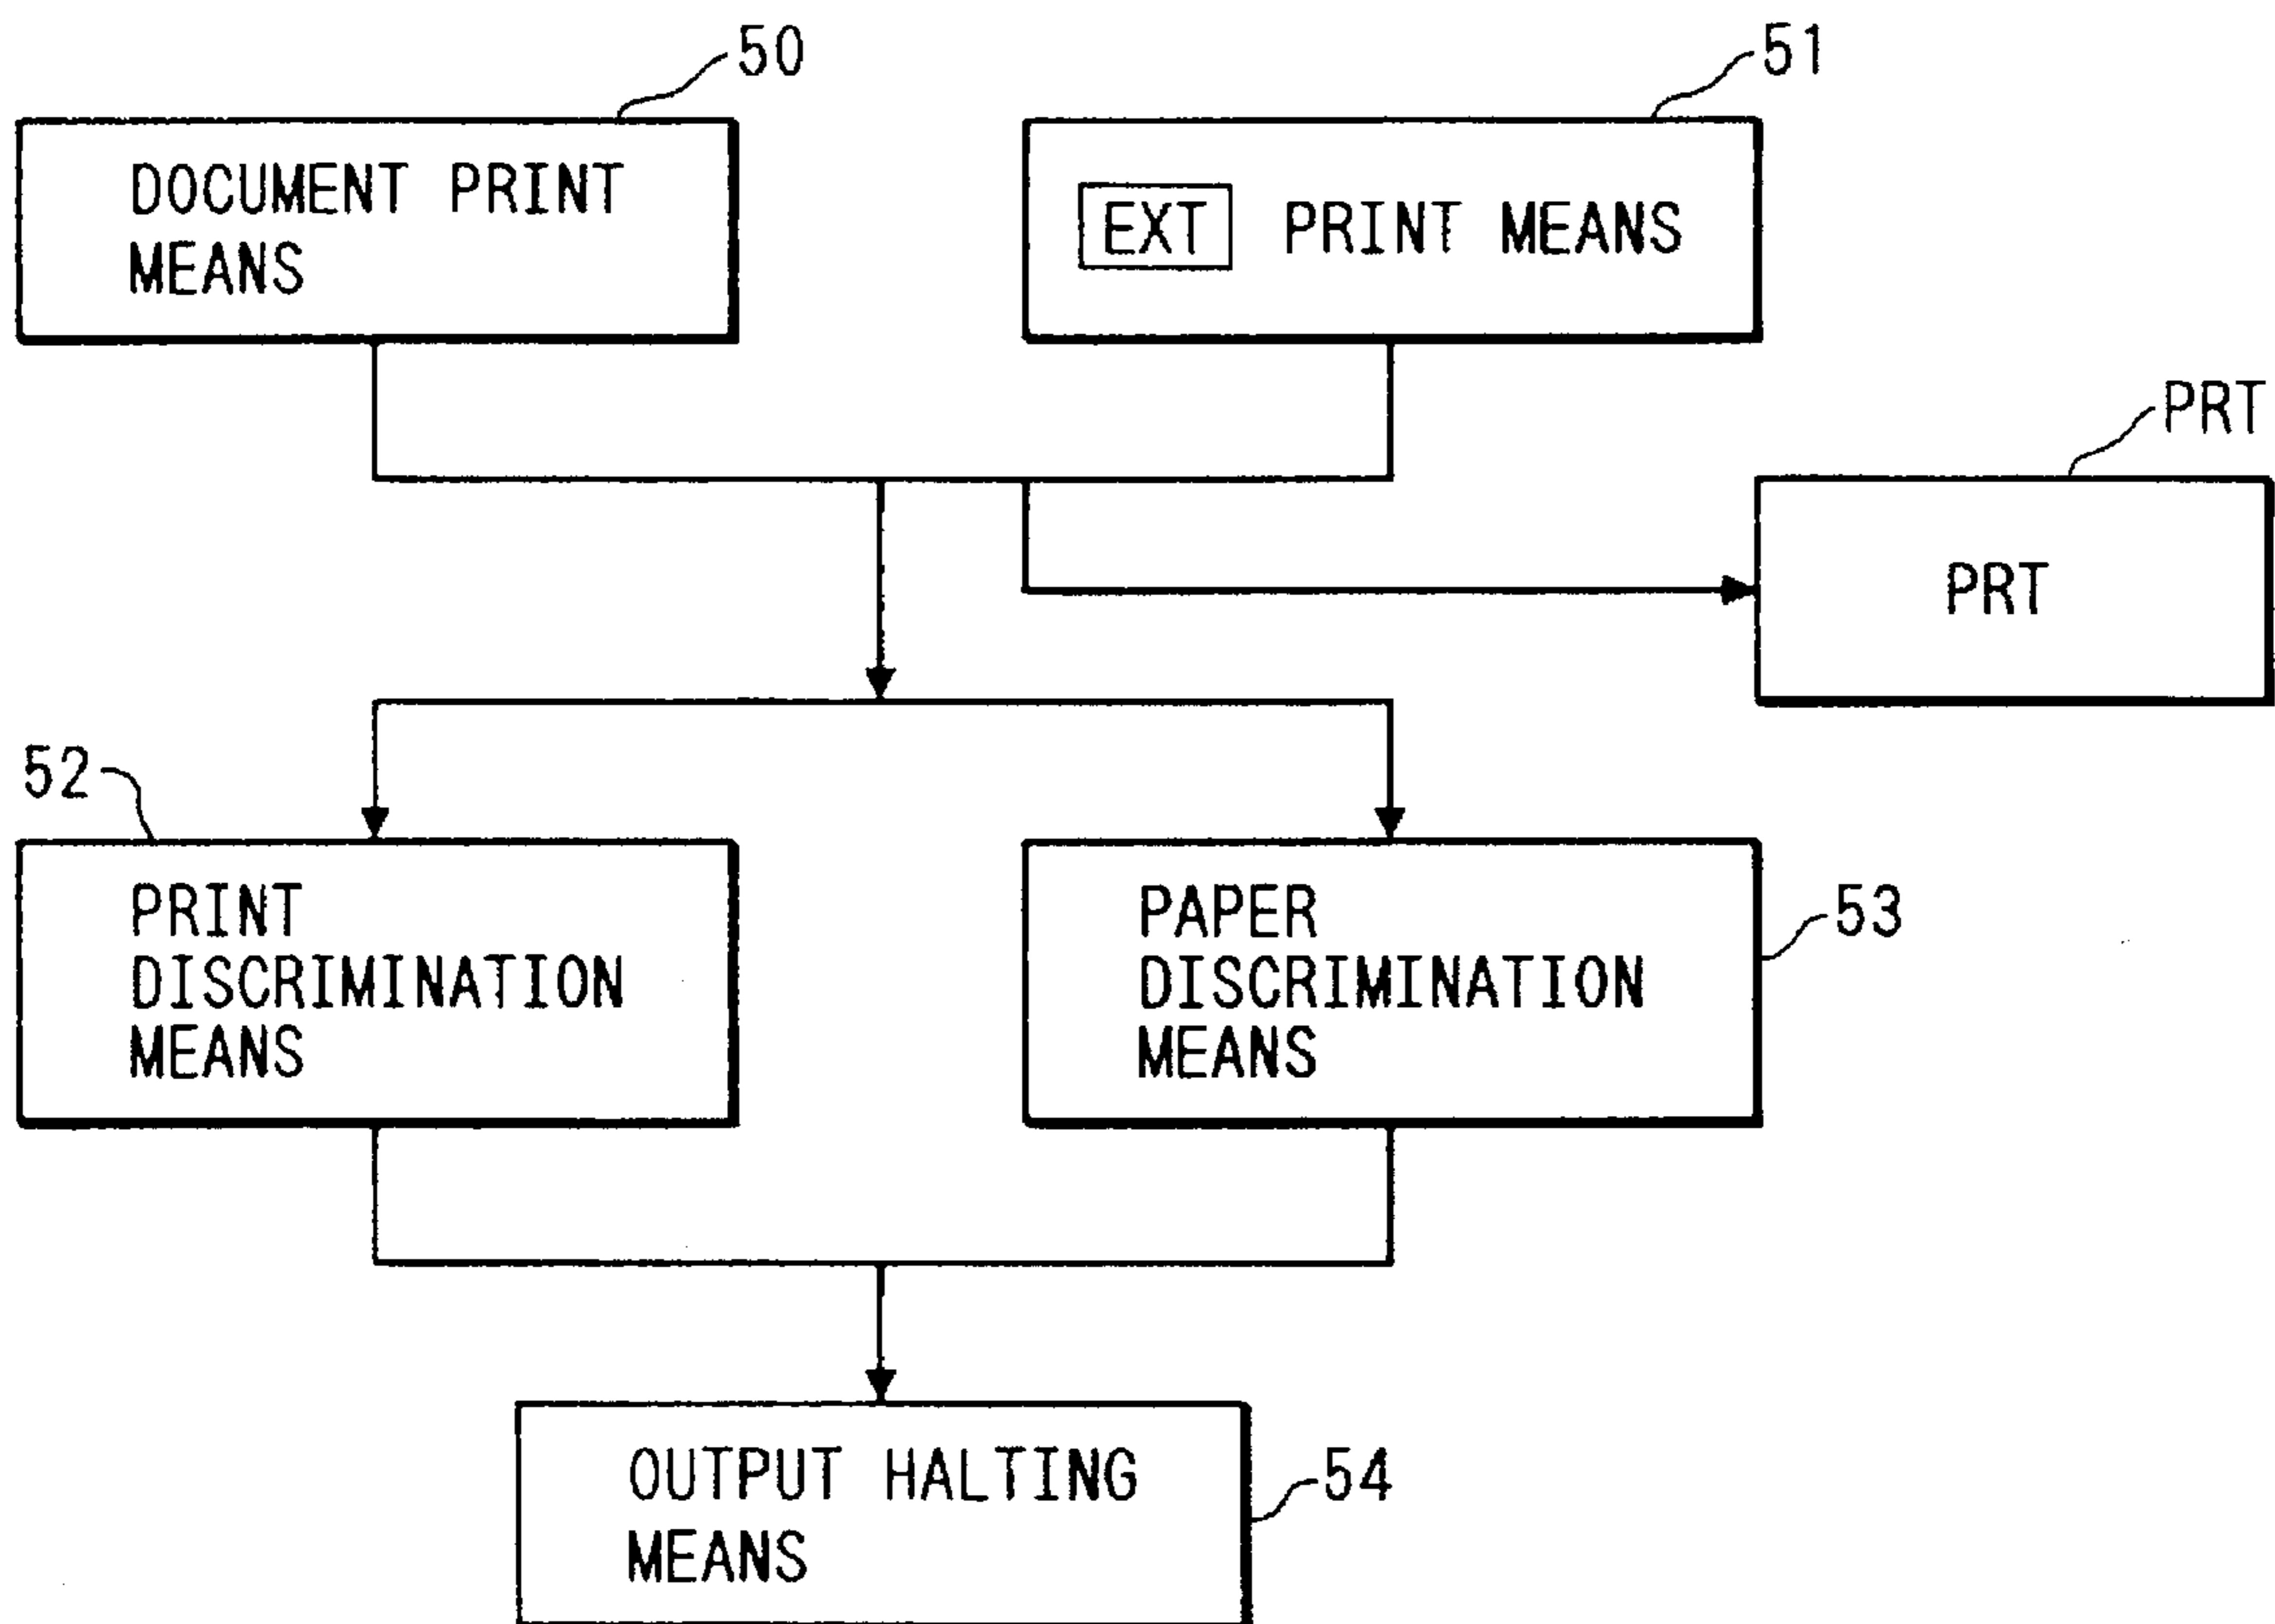 50
51
DOCUMENT PRINT
MEANS
EXT PRINT MEANS
PRT
PRT
52
53
PRINT
DISCRIMINATION
MEANS
PAPER
DISCRIMINATION
MEANS
OUTPUT HALTING
MEANS
54